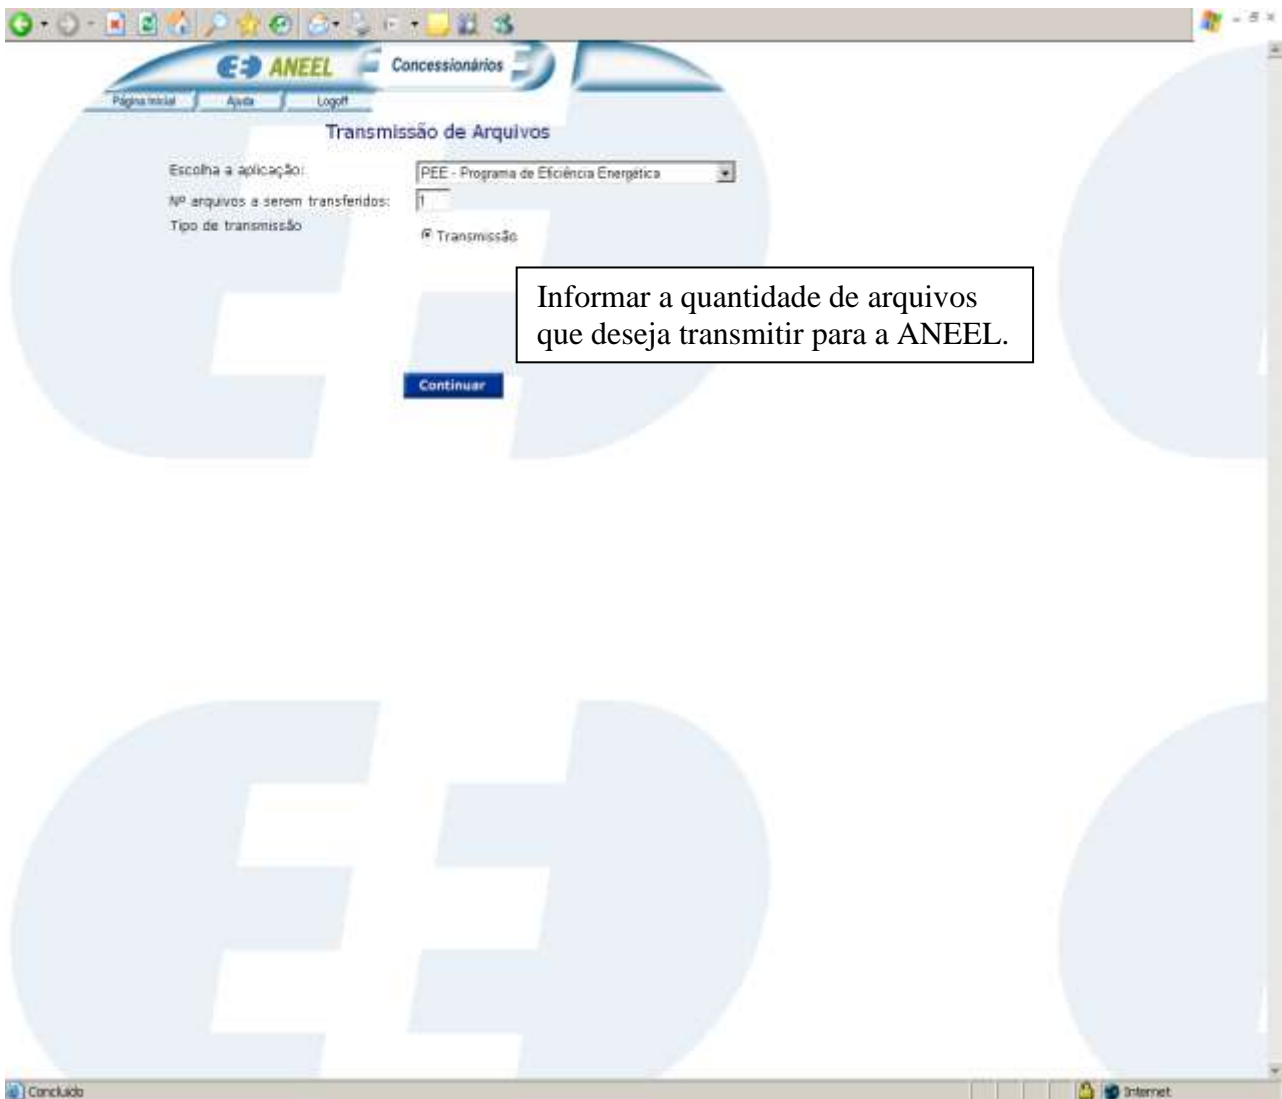 ANEEL Concessionários
Página Inicial Ajuda Logoff
Transmissão de Arquivos
Escolha a aplicação: PEE - Programa de Eficiência Energética
Nº arquivos a serem transferidos: 1
Tipo de transmissão
Transmissão
Informar a quantidade de arquivos
que deseja transmitir para a ANEEL.
Continuar
Concluído Internet